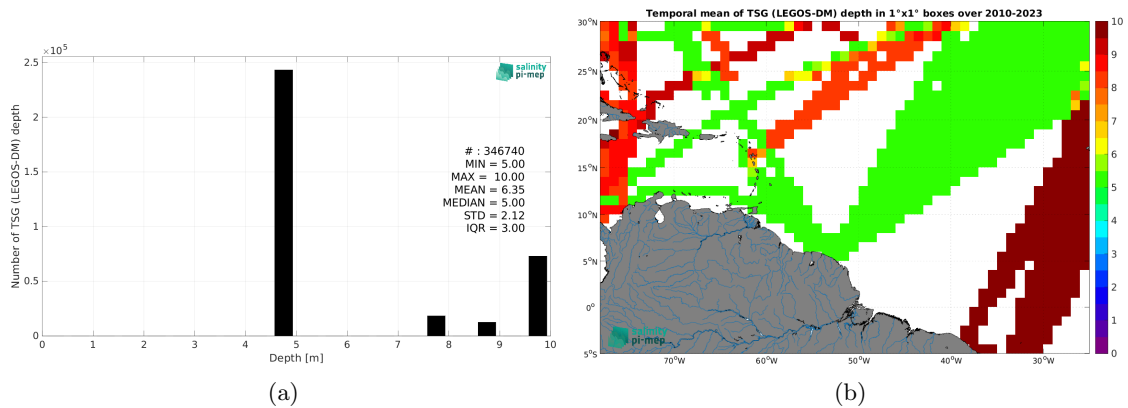 ×10⁵
2.5
2
1.5
1
0.5
0
0 1 2 3 4 5 6 7 8 9 10
Number of TSG (LEGOS-DM) depth
Depth [m]
salinity
pi-mep
# : 346740
MIN = 5.00
MAX = 10.00
MEAN = 6.35
MEDIAN = 5.00
STD = 2.12
IQR = 3.00
(a)
Temporal mean of TSG (LEGOS-DM) depth in 1°x1° boxes over 2010-2023
30°N
25°N
20°N
15°N
10°N
5°N
0°
5°S
70°W 60°W 50°W 40°W 30°W
salinity
pi-mep
10
9
8
7
6
5
4
3
2
1
0
(b)